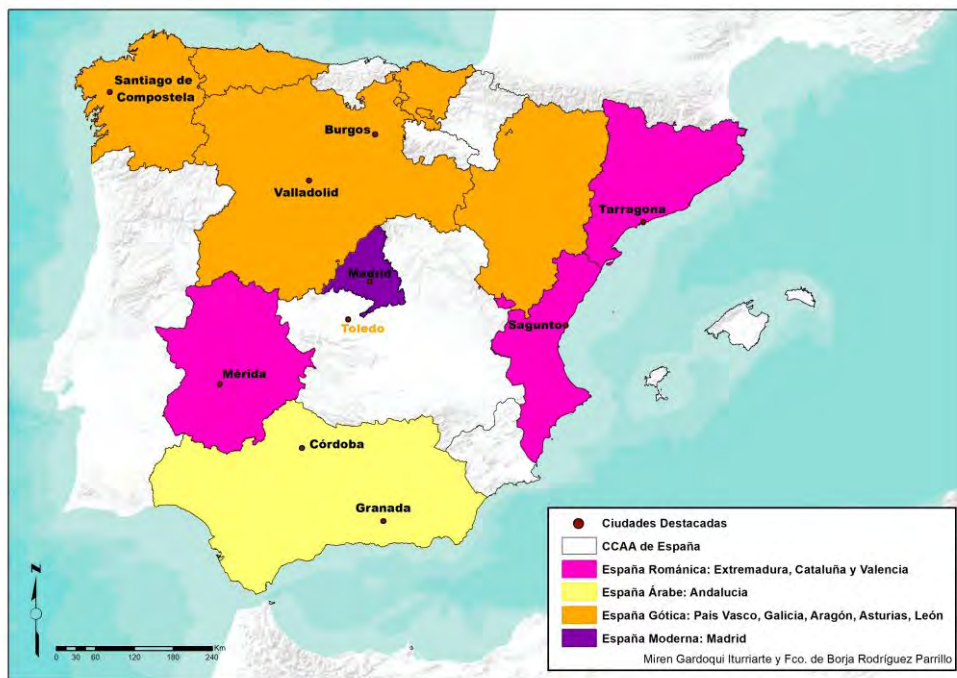 Santiago de
Compostela
Burgos
Valladolid
Tarragona
Madrid
Toledo
Sagunto
Mérida
Córdoba
Granada
Ciudades Destacadas
CCAA de España
España Románica: Extremadura, Cataluña y Valencia
España Árabe: Andalucia
España Gótica: País Vasco, Galicia, Aragón, Asturias, León
España Moderna: Madrid
Miren Gardoqui Iturriarte y Fco. de Borja Rodríguez Parrillo
Z
Km
0 30 60 120 180 240